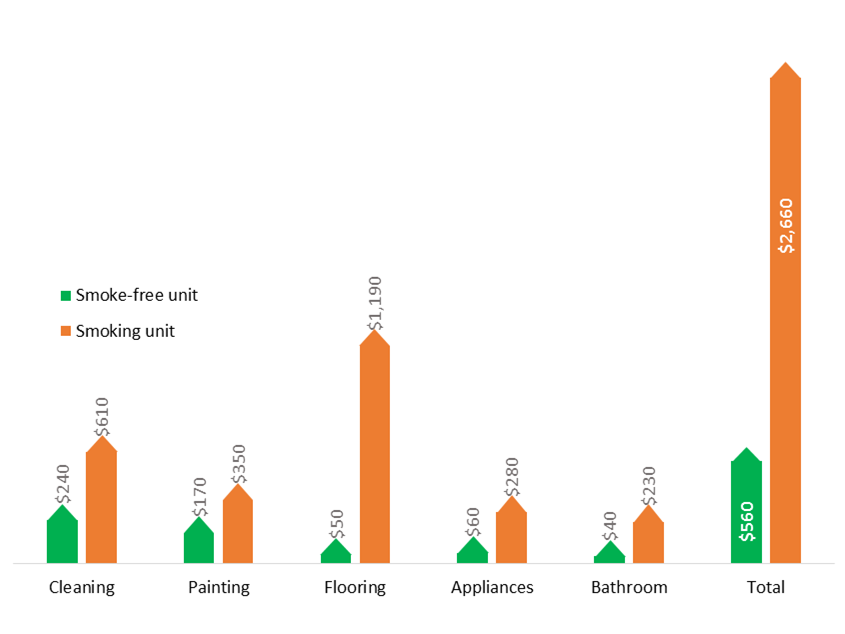 $2,660
$1,190
Smoke-free unit
Smoking unit
$610
$240
$350
$170
$50
$280
$60
$230
$40
$560
Cleaning
Painting
Flooring
Appliances
Bathroom
Total